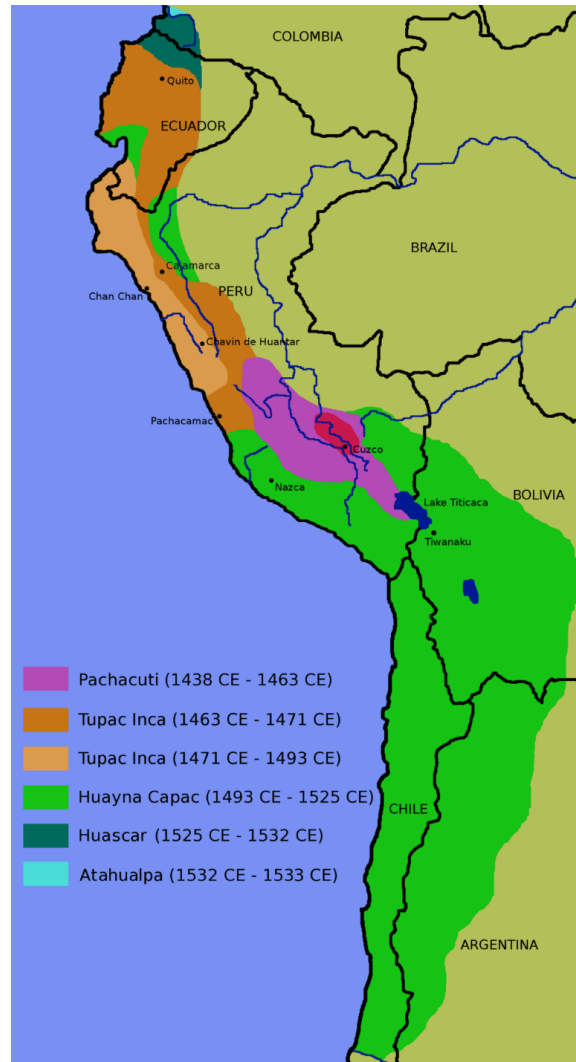 COLOMBIA
Quito
ECUADOR
BRAZIL
Cajamarca
PERU
Chan Chan
Chavin de Huantar
Pachacamac
Cuzco
Nazca
Lake Titicaca
BOLIVIA
Tiwanaku
Pachacuti (1438 CE - 1463 CE)
Tupac Inca (1463 CE - 1471 CE)
Tupac Inca (1471 CE - 1493 CE)
Huayna Capac (1493 CE - 1525 CE)
CHILE
Huascar (1525 CE - 1532 CE)
Atahualpa (1532 CE - 1533 CE)
ARGENTINA